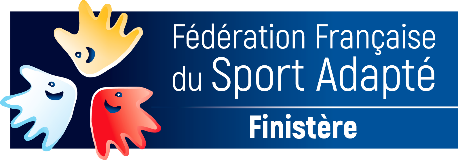 Fédération Française
du Sport Adapté
Finistère